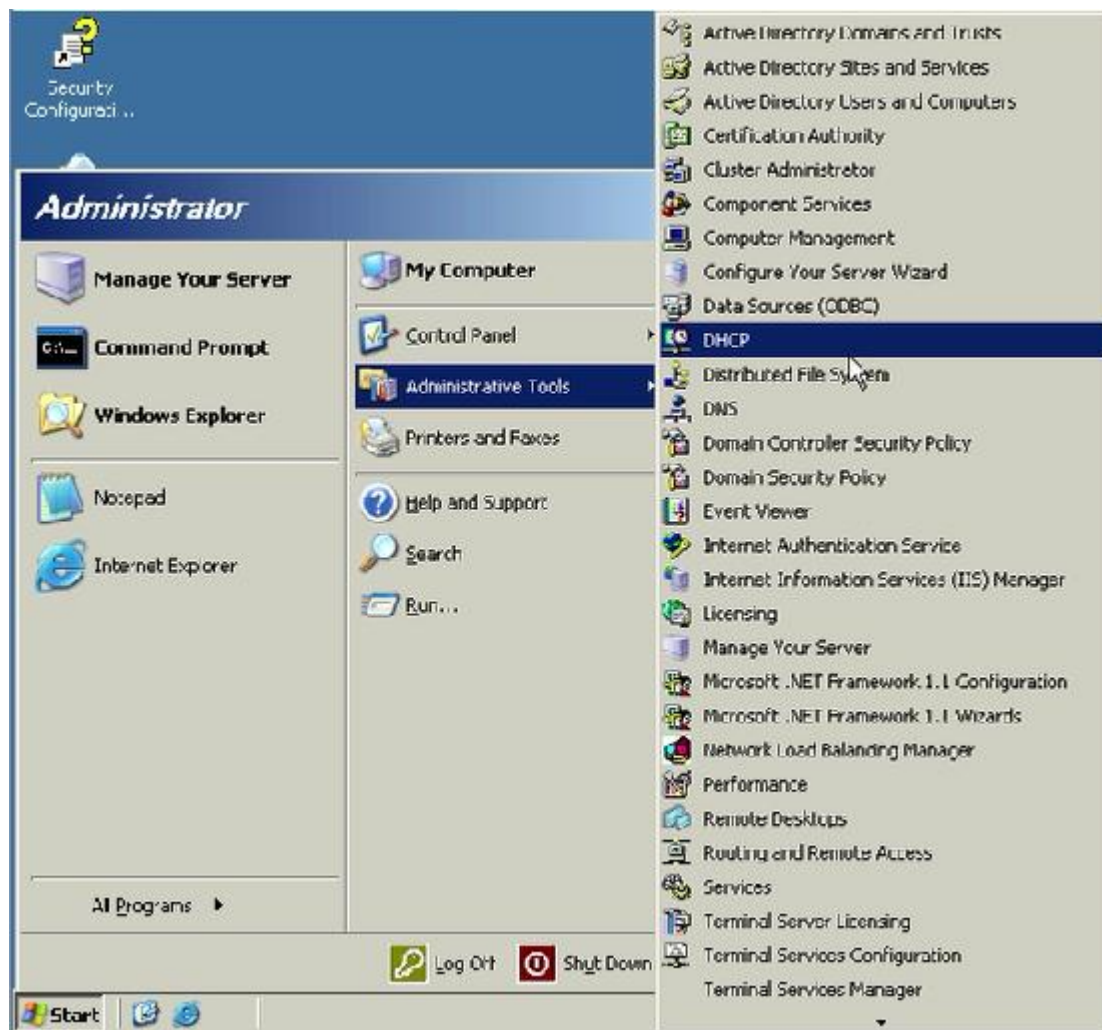 Security
Configurati...
Administrator
Manage Your Server
Command Prompt
Windows Explorer
Notepad
Internet Explorer
All Programs
My Computer
Control Panel
Administrative Tools
Printers and Faxes
Help and Support
Search
Run...
Log Off
Shut Down
Start
Active Directory Domains and Trusts
Active Directory Sites and Services
Active Directory Users and Computers
Certification Authority
Cluster Administrator
Component Services
Computer Management
Configure Your Server Wizard
Data Sources (ODBC)
DHCP
Distributed File System
DNS
Domain Controller Security Policy
Domain Security Policy
Event Viewer
Internet Authentication Service
Internet Information Services (IIS) Manager
Licensing
Manage Your Server
Microsoft .NET Framework 1.1 Configuration
Microsoft .NET Framework 1.1 Wizards
Network Load Balancing Manager
Performance
Remote Desktops
Routing and Remote Access
Services
Terminal Server Licensing
Terminal Services Configuration
Terminal Services Manager